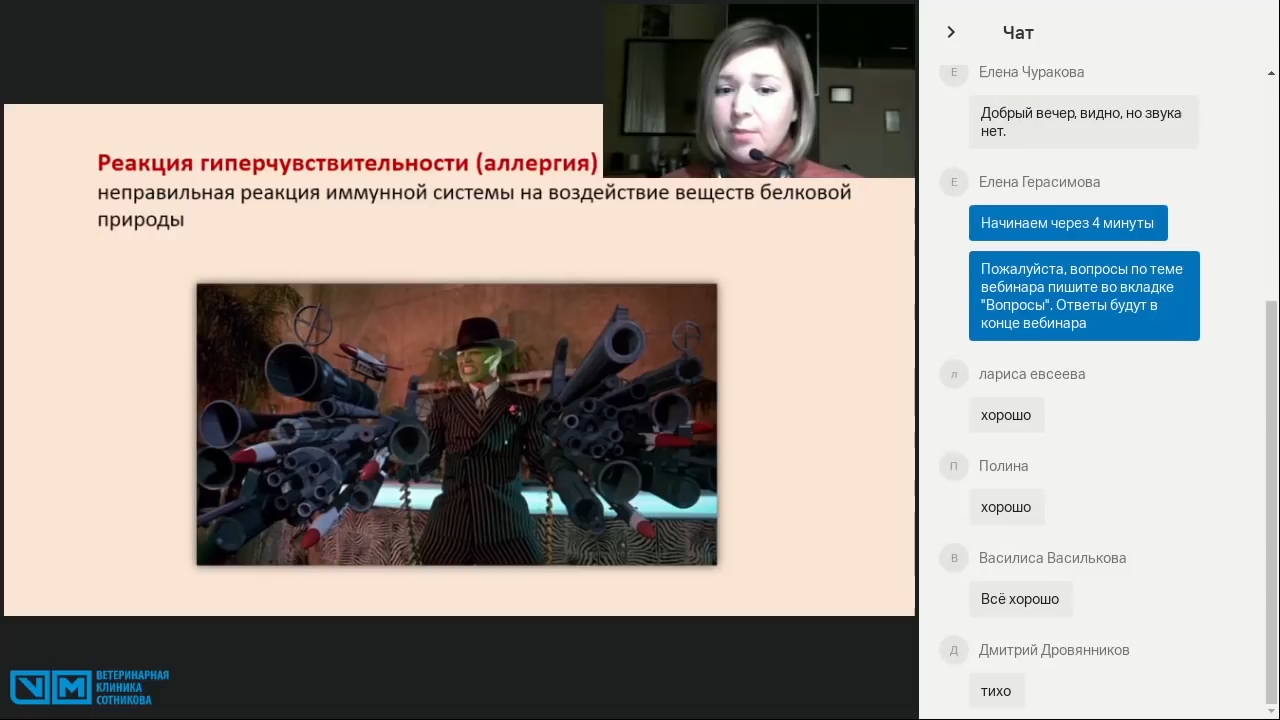 Реакция гиперчувствительности (аллергия)
неправильная реакция иммунной системы на воздействие веществ белковой
природы
ВЕТЕРИНАРНАЯ
КЛИНИКА
СОТНИКОВА
Чат
Е
Елена Чуракова
Добрый вечер, видно, но звука
нет.
Е
Елена Герасимова
Начинаем через 4 минуты
Пожалуйста, вопросы по теме
вебинара пишите во вкладке
"Вопросы". Ответы будут в
конце вебинара
л
лариса евсеева
хорошо
П
Полина
хорошо
В
Василиса Василькова
Всё хорошо
Д
Дмитрий Дровянников
тихо